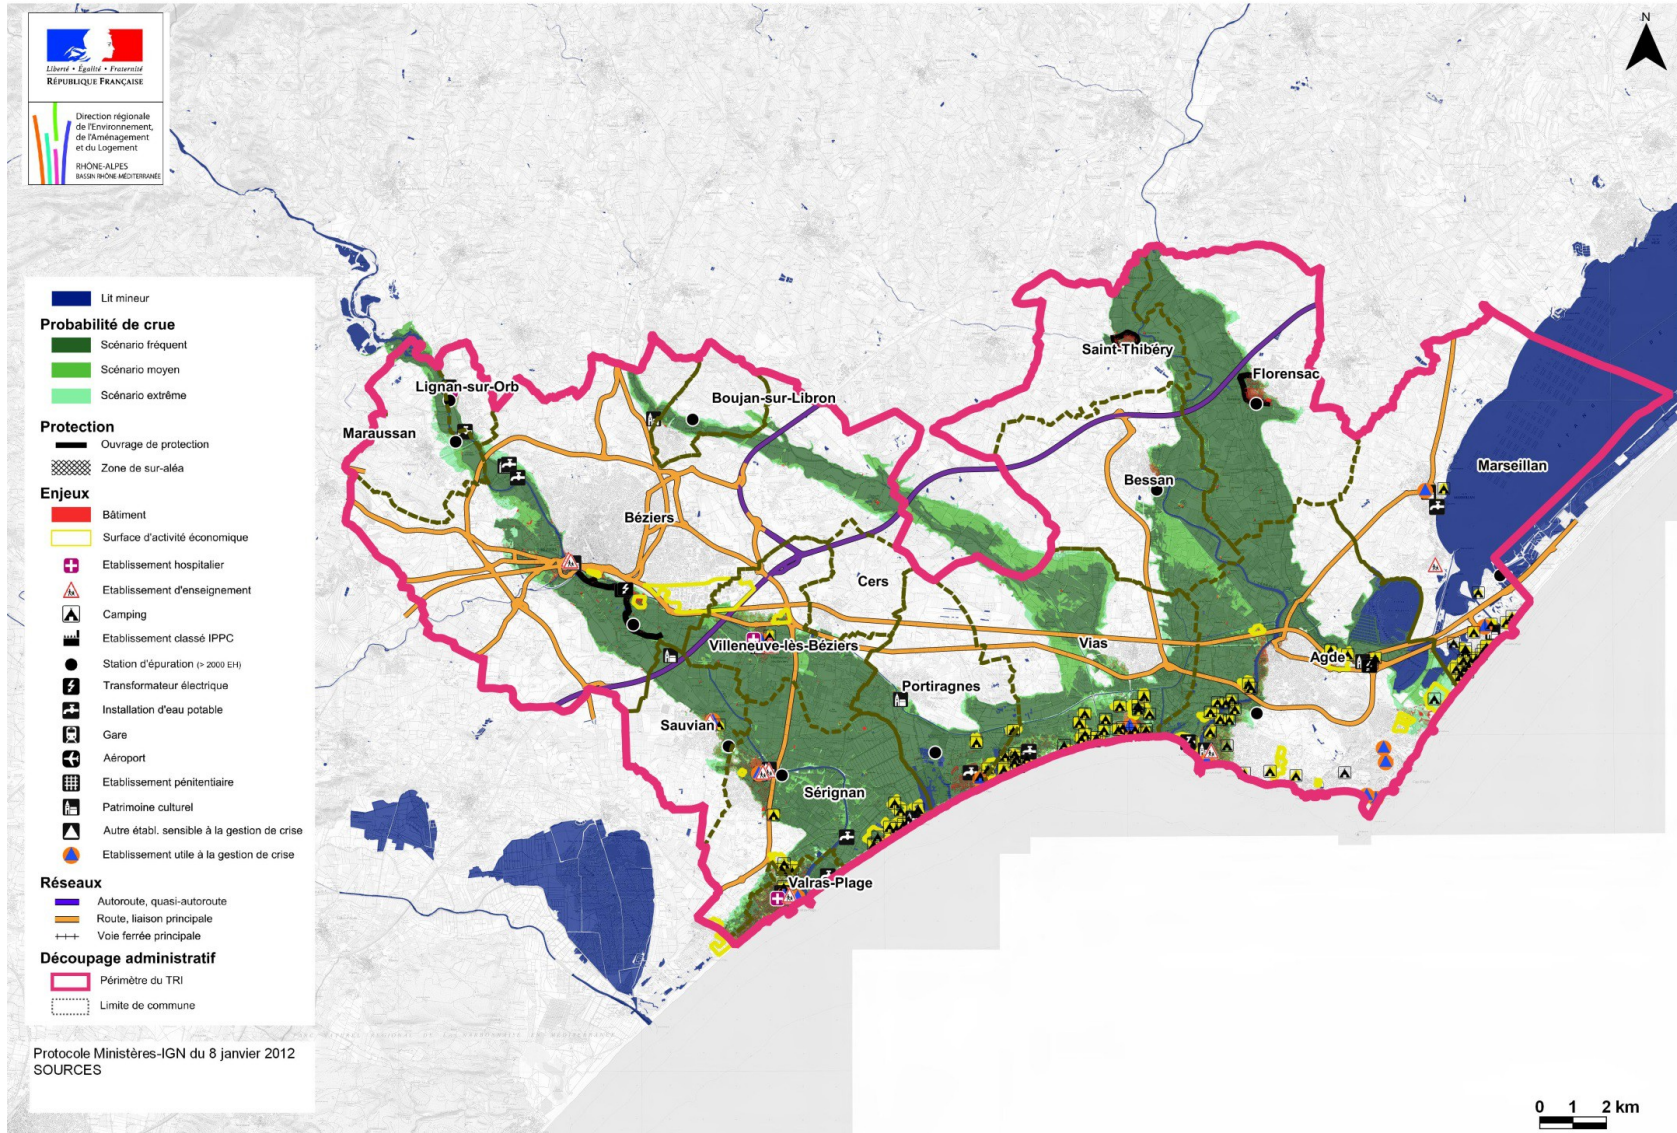 Liberté • Égalité • Fraternité
RÉPUBLIQUE FRANÇAISE
Direction régionale
de l'Environnement,
de l'Aménagement
et du Logement
RHÔNE-ALPES
BASSIN RHÔNE-MÉDITERRANÉE
N
Lit mineur
Probabilité de crue
Scénario fréquent
Scénario moyen
Scénario extrême
Protection
Ouvrage de protection
Zone de sur-aléa
Enjeux
Bâtiment
Surface d'activité économique
Etablissement hospitalier
Etablissement d'enseignement
Camping
Etablissement classé IPPC
Station d'épuration (> 2000 EH)
Transformateur électrique
Installation d'eau potable
Gare
Aéroport
Etablissement pénitentiaire
Patrimoine culturel
Autre établ. sensible à la gestion de crise
Etablissement utile à la gestion de crise
Réseaux
Autoroute, quasi-autoroute
Route, liaison principale
Voie ferrée principale
Découpage administratif
Périmètre du TRI
Limite de commune
Protocole Ministères-IGN du 8 janvier 2012
SOURCES
Saint-Thibéry
Florensac
Lignan-sur-Orb
Boujan-sur-Libron
Maraussan
Marseillan
Bessan
Béziers
Cers
Villeneuve-lès-Béziers
Vias
Agde
Portiragnes
Sauvian
Sérignan
Valras-Plage
0 1 2 km